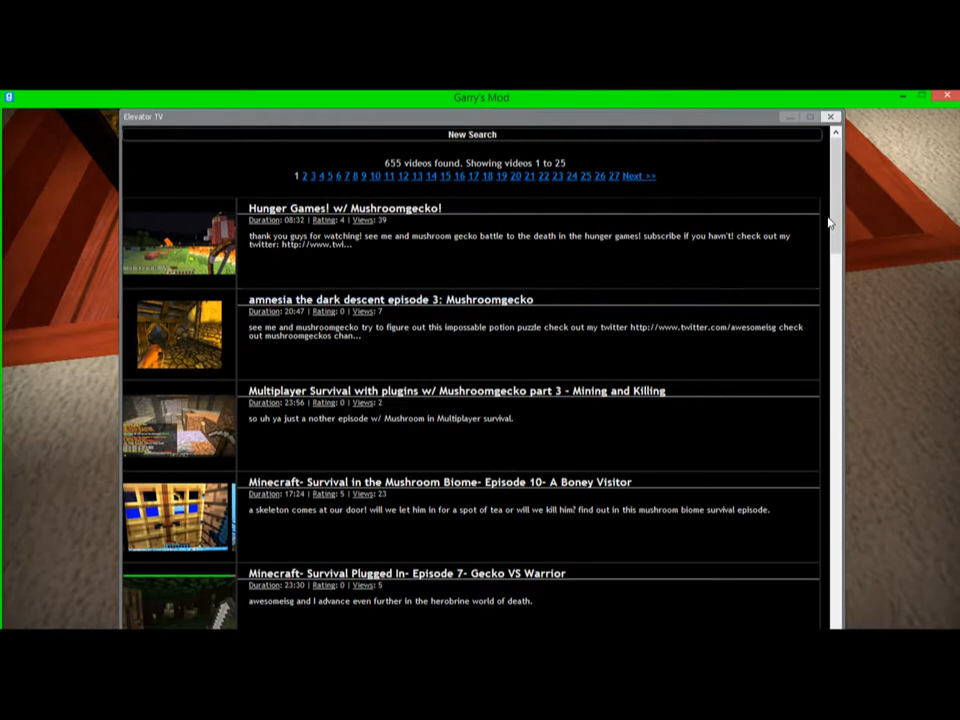 Garry's Mod
Elevator TV
New Search
655 videos found. Showing videos 1 to 25
1 2 3 4 5 6 7 8 9 10 11 12 13 14 15 16 17 18 19 20 21 22 23 24 25 26 27 Next >>
Hunger Games! w/ Mushroomgecko!
Duration: 08:32 | Rating: 4 | Views: 39
thank you guys for watching! see me and mushroom gecko battle to the death in the hunger games! subscribe if you havn't! check out my
twitter: http://www.twi...
amnesia the dark descent episode 3: Mushroomgecko
Duration: 20:47 | Rating: 0 | Views: 7
see me and mushroomgecko try to figure out this impossable potion puzzle check out my twitter http://www.twitter.com/awesomeisg check
out mushroomgeckos chan...
Multiplayer Survival with plugins w/ Mushroomgecko part 3 - Mining and Killing
Duration: 23:56 | Rating: 0 | Views: 2
so uh ya just a nother episode w/ Mushroom in Multiplayer survival.
Minecraft- Survival in the Mushroom Biome- Episode 10- A Boney Visitor
Duration: 17:24 | Rating: 5 | Views: 23
a skeleton comes at our door! will we let him in for a spot of tea or will we kill him? find out in this mushroom biome survival episode.
Minecraft- Survival Plugged In- Episode 7- Gecko VS Warrior
Duration: 23:30 | Rating: 0 | Views: 5
awesomeisg and I advance even further in the herobrine world of death.